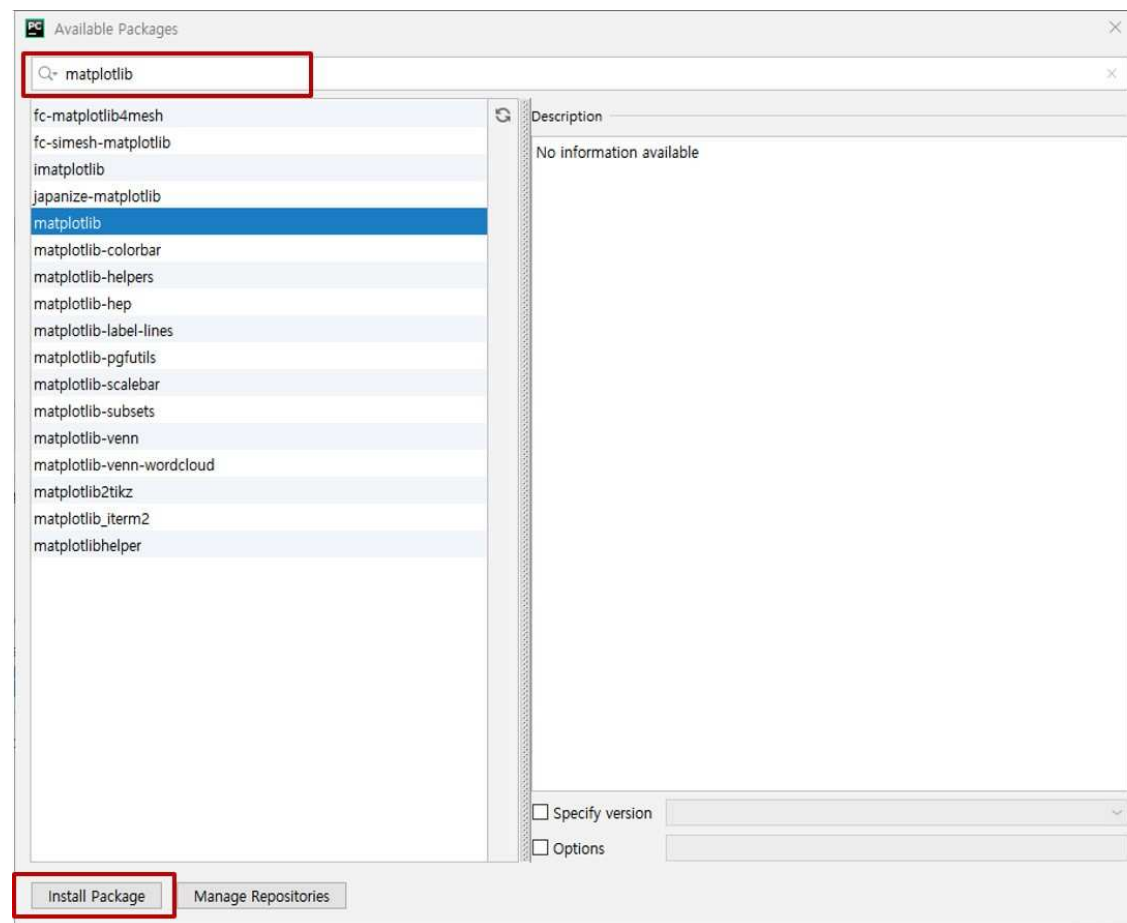 PC Available Packages
matplotlib
fc-matplotlib4mesh
fc-simesh-matplotlib
imatplotlib
japanize-matplotlib
matplotlib
matplotlib-colorbar
matplotlib-helpers
matplotlib-hep
matplotlib-label-lines
matplotlib-pgfutils
matplotlib-scalebar
matplotlib-subsets
matplotlib-venn
matplotlib-venn-wordcloud
matplotlib2tikz
matplotlib_iterm2
matplotlibhelper
Description
No information available
Specify version
Options
Install Package Manage Repositories